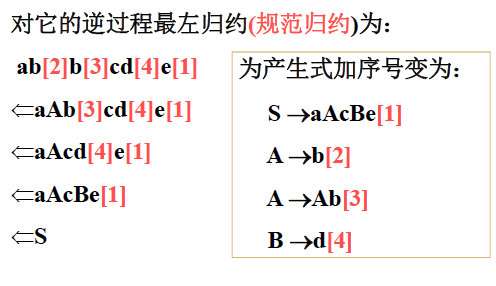 对它的逆过程最左归约(规范归约)为：
ab[2]b[3]cd[4]e[1]
⇐aAb[3]cd[4]e[1]
⇐aAcd[4]e[1]
⇐aAcBe[1]
⇐S
为产生式加序号变为：
S →aAcBe[1]
A →b[2]
A →Ab[3]
B →d[4]